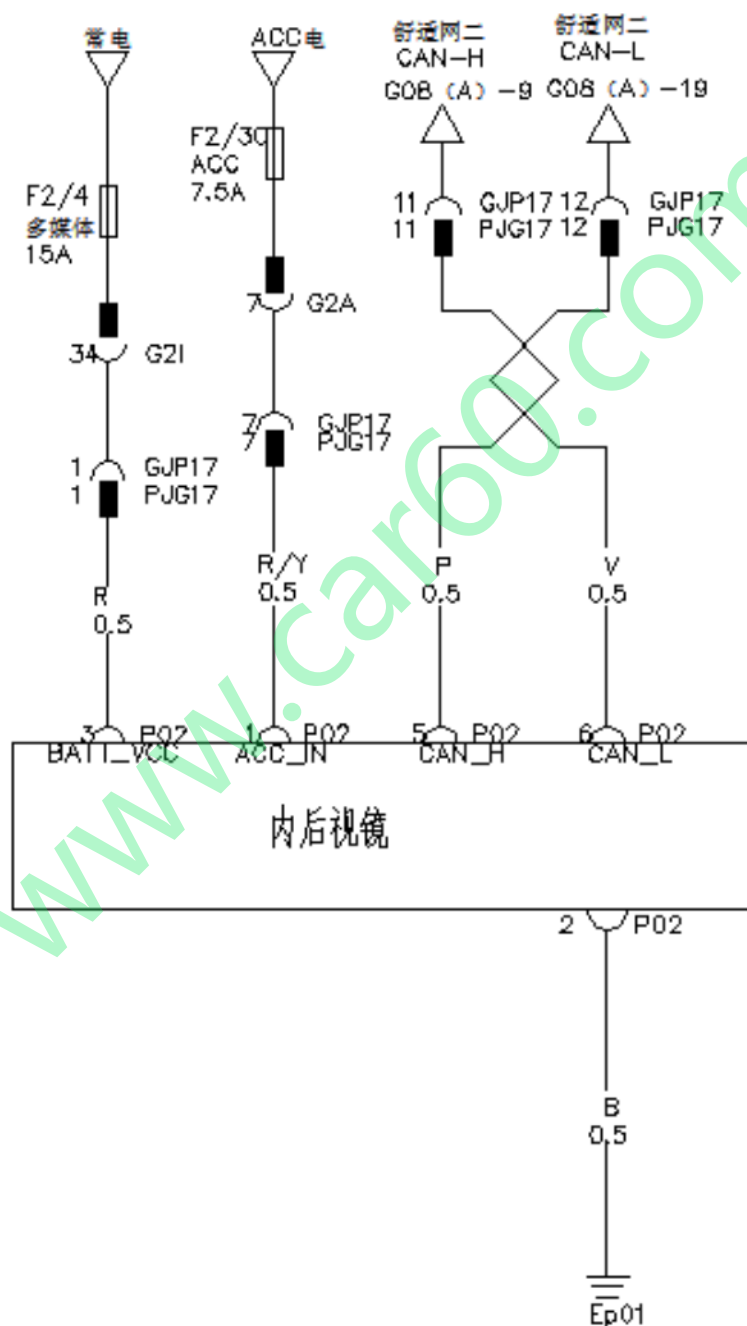 常电
ACC电
舒适网二
CAN-H
G08 (A) -9
舒适网二
CAN-L
G08 (A) -19
F2/30
ACC
7.5A
F2/4
多媒体
15A
11 GJP17
11 PJG17
12 GJP17
12 PJG17
7 G2A
34 G2I
7 GJP17
7 PJG17
1 GJP17
1 PJG17
R
0.5
R/Y
0.5
P
0.5
V
0.5
3 P02
BATT_VCC
1 P02
ACC_IN
5 P02
CAN_H
6 P02
CAN_L
内后视镜
2 P02
B
0.5
Ep01
www.car60.com